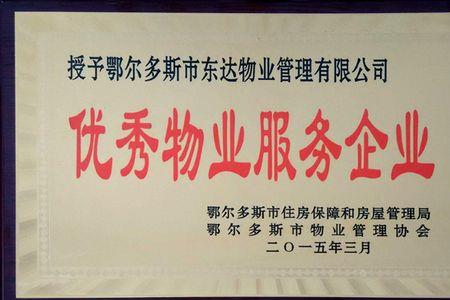 授予鄂尔多斯市东达物业管理有限公司
优秀物业服务企业
鄂尔多斯市住房保障和房屋管理局
鄂尔多斯市物业管理协会
二〇一五年三月